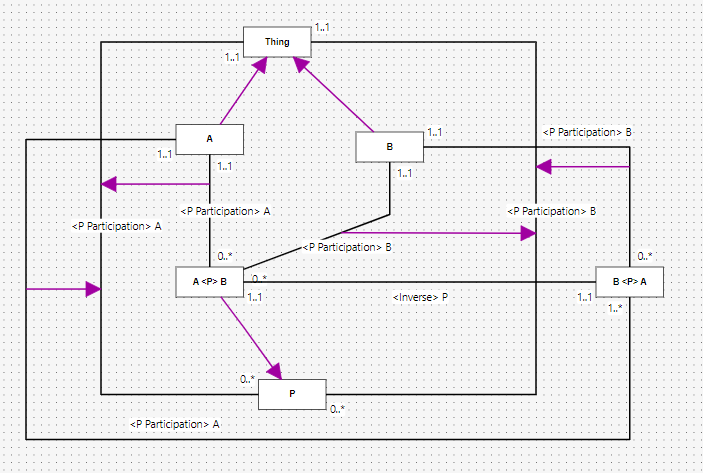 1..1
Thing
1..1
<P Participation> B
1..1
A
B
1..1
1..1
1..1
<P Participation> A
<P Participation> B
<P Participation> A
<P Participation> B
0..*
0..*
A <P> B
0..*
B <P> A
1..1
<Inverse> P
1..1
1..*
0..*
P
0..*
<P Participation> A